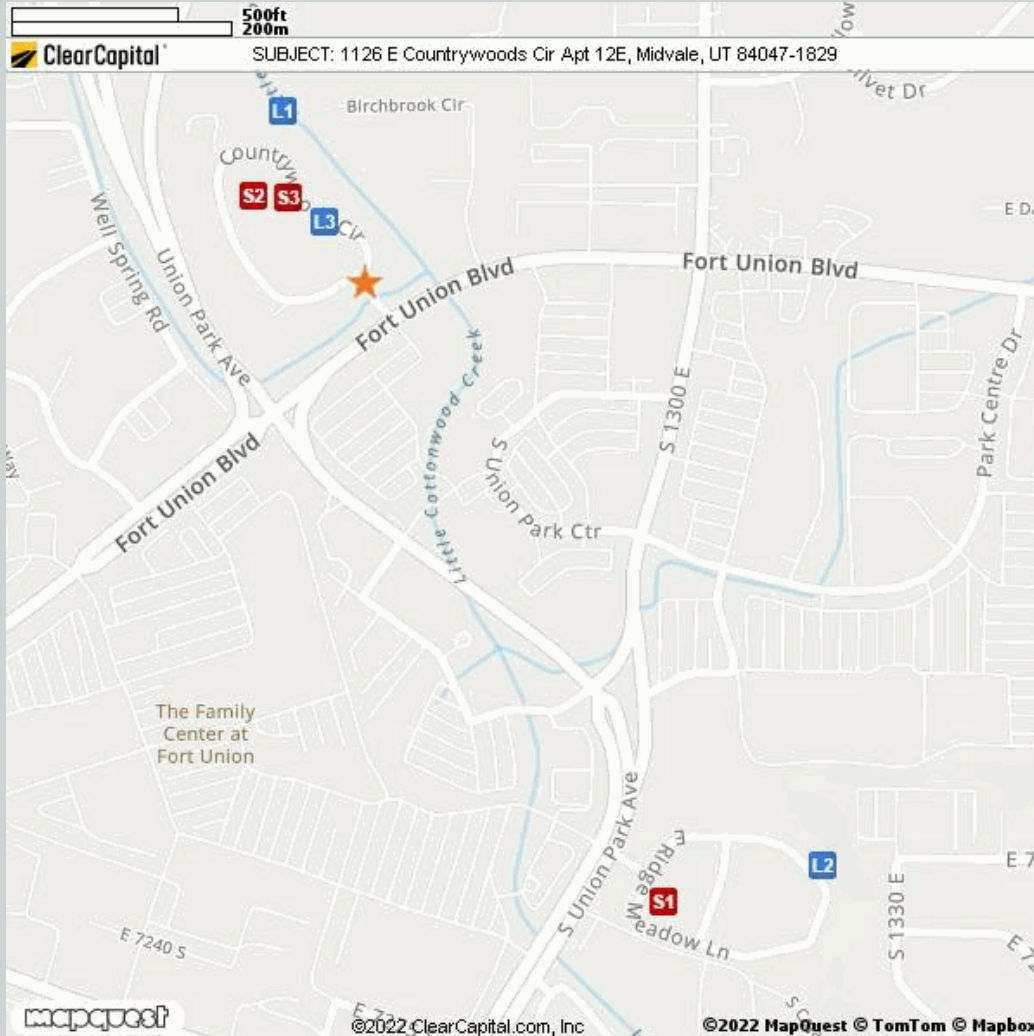 500ft
200m
ClearCapital
SUBJECT: 1126 E Countrywoods Cir Apt 12E, Midvale, UT 84047-1829
L1
Birchbrook Cir
S2
S3
L3
Well Spring Rd
Union Park Ave
Fort Union Blvd
Fort Union Blvd
Little Cottonwood Creek
S 1300 E
Park Centre Dr
S Union Park Ctr
Fort Union Blvd
The Family
Center at
Fort Union
S Union Park Ave
E Ridge Meadow Ln
S1
L2
S 1330 E
E 7240 S
mapquest
©2022 ClearCapital.com, Inc
©2022 MapQuest © TomTom © Mapbox